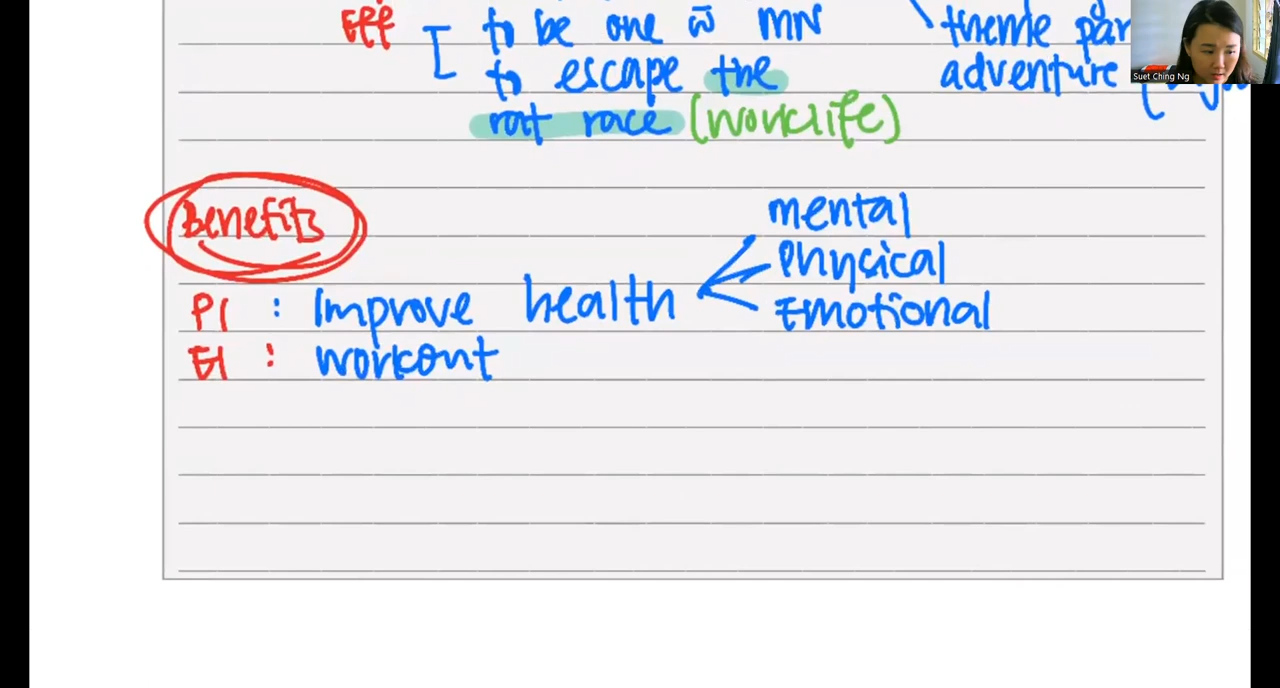 Eff [ to be one w̄ MN
theme par
to escape the
adventure
Suet Ching Ng
rat race (worklife)
Benefits
mental
Physical
P1 : Improve health
Emotional
E1 : workout